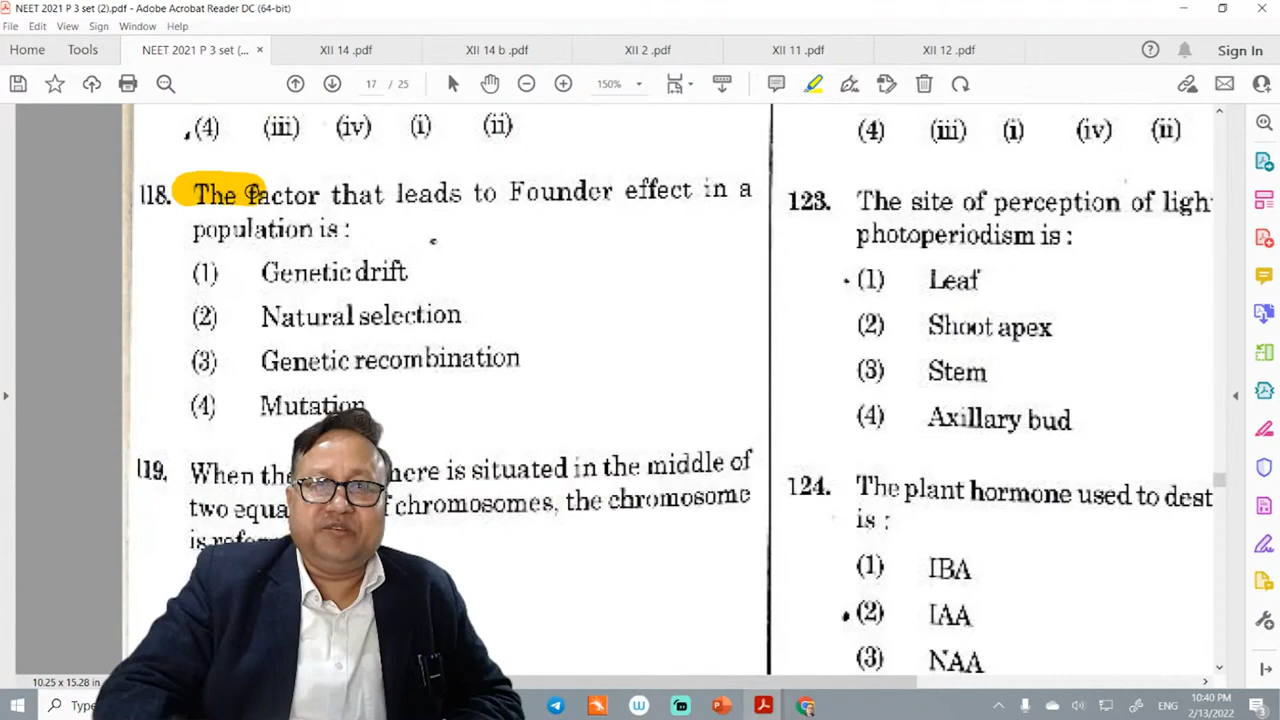 NEET 2021 P 3 set (2).pdf - Adobe Acrobat Reader DC (64-bit)
File Edit View Sign Window Help
Home Tools NEET 2021 P 3 set (... × XII 14 .pdf XII 14 b .pdf XII 2 .pdf XII 11 .pdf XII 12 .pdf Sign In
17 / 25 150%
(4) (iii) (iv) (i) (ii)
118. The factor that leads to Founder effect in a
population is :
(1) Genetic drift
(2) Natural selection
(3) Genetic recombination
(4) Mutation
119. When the here is situated in the middle of
two equa f chromosomes, the chromosome
is
(4) (iii) (i) (iv) (ii)
123. The site of perception of ligh
photoperiodism is :
(1) Leaf
(2) Shoot apex
(3) Stem
(4) Axillary bud
124. The plant hormone used to dest
is :
(1) IBA
(2) IAA
(3) NAA
10.25 x 15.28 in
Type
ENG
10:40 PM
2/13/2022
3